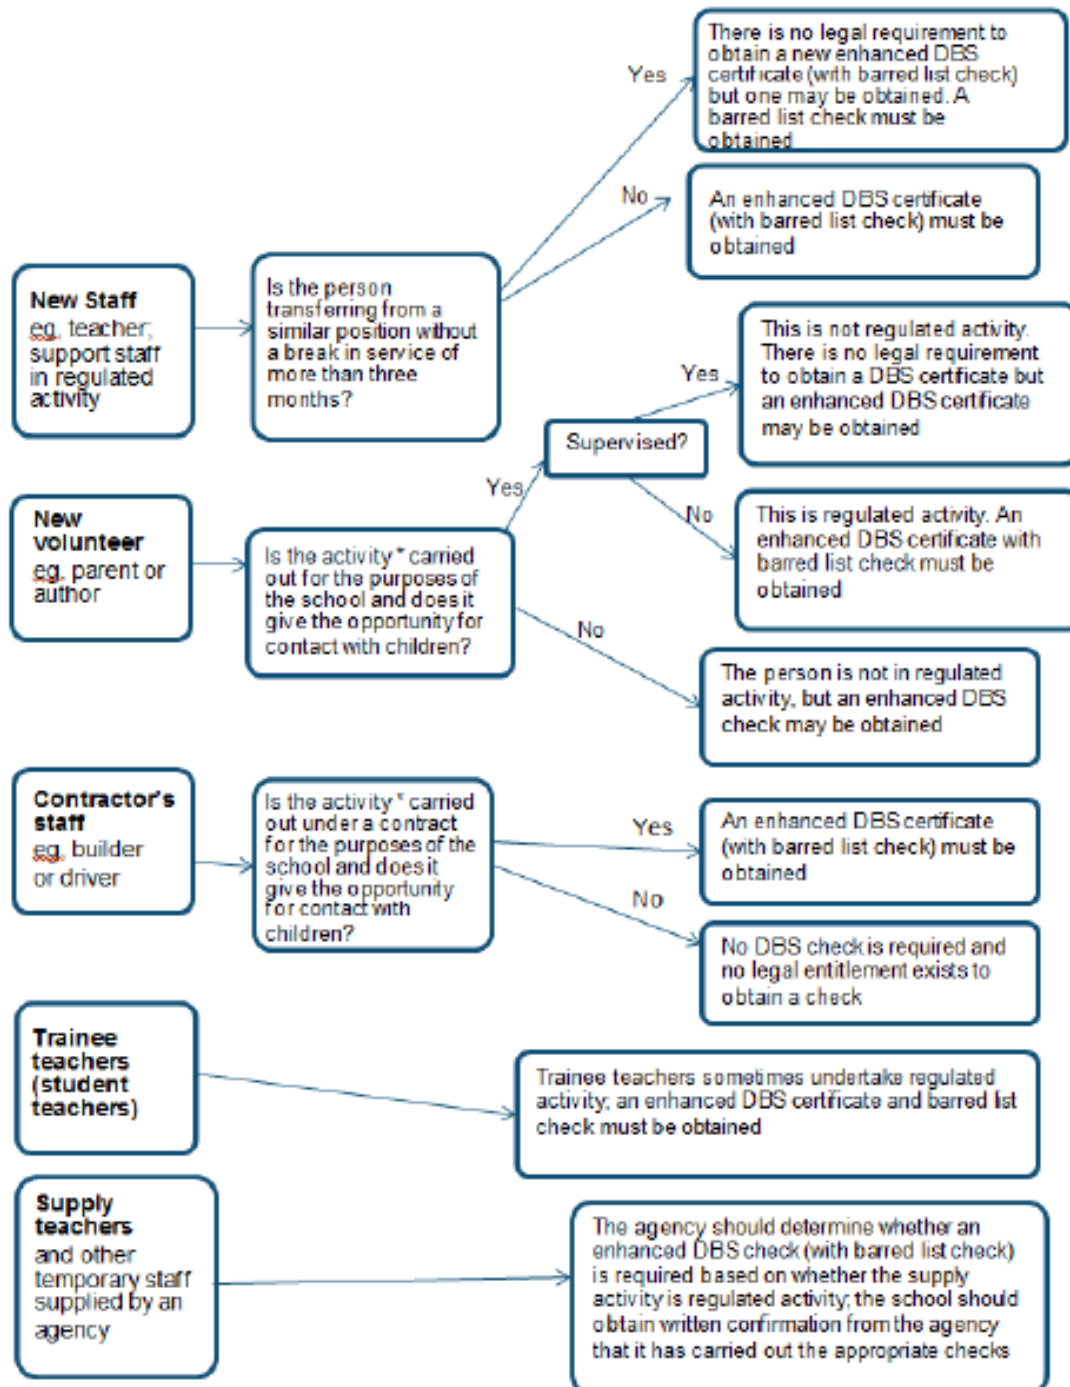 There is no legal requirement to
obtain a new enhanced DBS
certificate (with barred list check)
but one may be obtained. A
barred list check must be
obtained
Yes
No
An enhanced DBS certificate
(with barred list check) must be
obtained
New Staff
eg, teacher;
support staff
in regulated
activity
Is the person
transferring from a
similar position without
a break in service of
more than three
months?
This is not regulated activity.
There is no legal requirement
to obtain a DBS certificate but
an enhanced DBS certificate
may be obtained
Yes
Supervised?
Yes
No
This is regulated activity. An
enhanced DBS certificate with
barred list check must be
obtained
New
volunteer
eg, parent or
author
Is the activity * carried
out for the purposes of
the school and does it
give the opportunity for
contact with children?
No
The person is not in regulated
activity, but an enhanced DBS
check may be obtained
Contractor's
staff
eg, builder
or driver
Is the activity * carried
out under a contract
for the purposes of the
school and does it
give the opportunity
for contact with
children?
Yes
An enhanced DBS certificate
(with barred list check) must be
obtained
No
No DBS check is required and
no legal entitlement exists to
obtain a check
Trainee
teachers
(student
teachers)
Trainee teachers sometimes undertake regulated
activity; an enhanced DBS certificate and barred list
check must be obtained
Supply
teachers
and other
temporary staff
supplied by an
agency
The agency should determine whether an
enhanced DBS check (with barred list check)
is required based on whether the supply
activity is regulated activity; the school should
obtain written confirmation from the agency
that it has carried out the appropriate checks